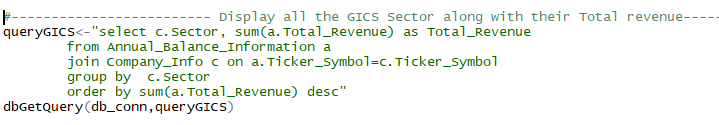 #-------------------------- Display all the GICS Sector along with their Total revenue-----
queryGICS<-"select c.Sector, sum(a.Total_Revenue) as Total_Revenue
from Annual_Balance_Information a
join Company_Info c on a.Ticker_Symbol=c.Ticker_Symbol
group by  c.Sector
order by sum(a.Total_Revenue) desc"
dbGetQuery(db_conn,queryGICS)